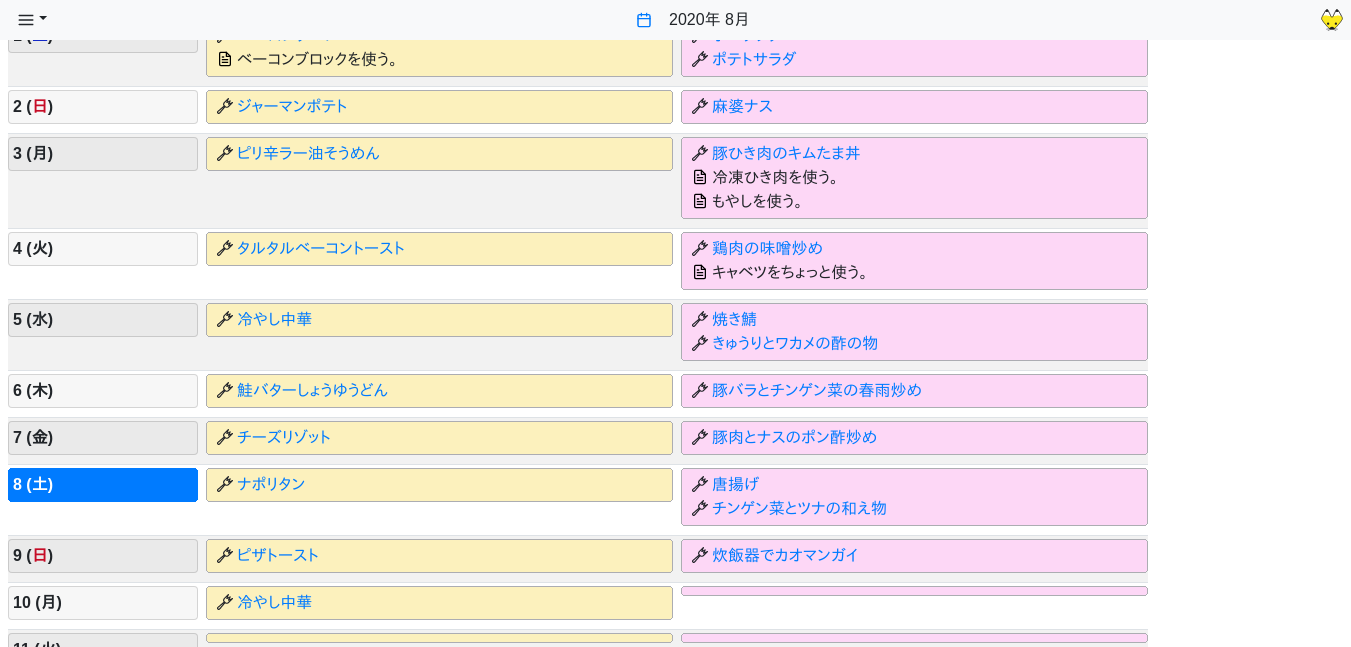 2020年 8月
ベーコンブロックを使う。
ポテトサラダ
2 (日)
ジャーマンポテト
麻婆ナス
3 (月)
ピリ辛ラー油そうめん
豚ひき肉のキムたま丼
冷凍ひき肉を使う。
もやしを使う。
4 (火)
タルタルベーコントースト
鶏肉の味噌炒め
キャベツをちょっと使う。
5 (水)
冷やし中華
焼き鯖
きゅうりとワカメの酢の物
6 (木)
鮭バターしょうゆうどん
豚バラとチンゲン菜の春雨炒め
7 (金)
チーズリゾット
豚肉とナスのポン酢炒め
8 (土)
ナポリタン
唐揚げ
チンゲン菜とツナの和え物
9 (日)
ピザトースト
炊飯器でカオマンガイ
10 (月)
冷やし中華
11 (火)